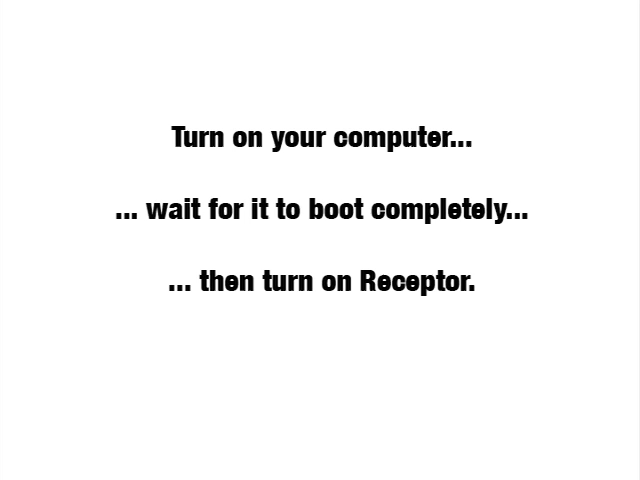 Turn on your computer...
... wait for it to boot completely...
... then turn on Receptor.